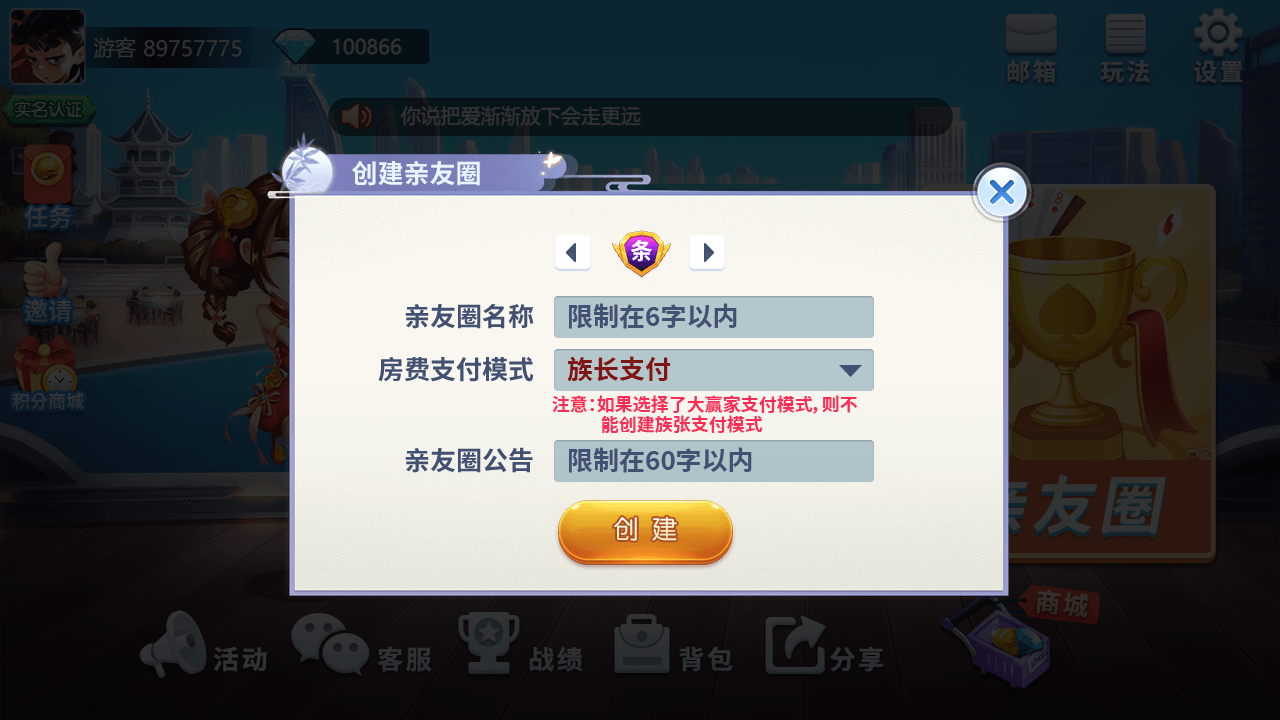 游客 89757775
100866
邮箱
玩法
设置
实名认证
你说把爱渐渐放下会走更远
创建亲友圈
任务
条
邀请
亲友圈名称
限制在6字以内
房费支付模式
族长支付
注意:如果选择了大赢家支付模式,则不
能创建族张支付模式
积分商城
亲友圈公告
限制在60字以内
亲友圈
创建
商城
活动
客服
战绩
背包
分享